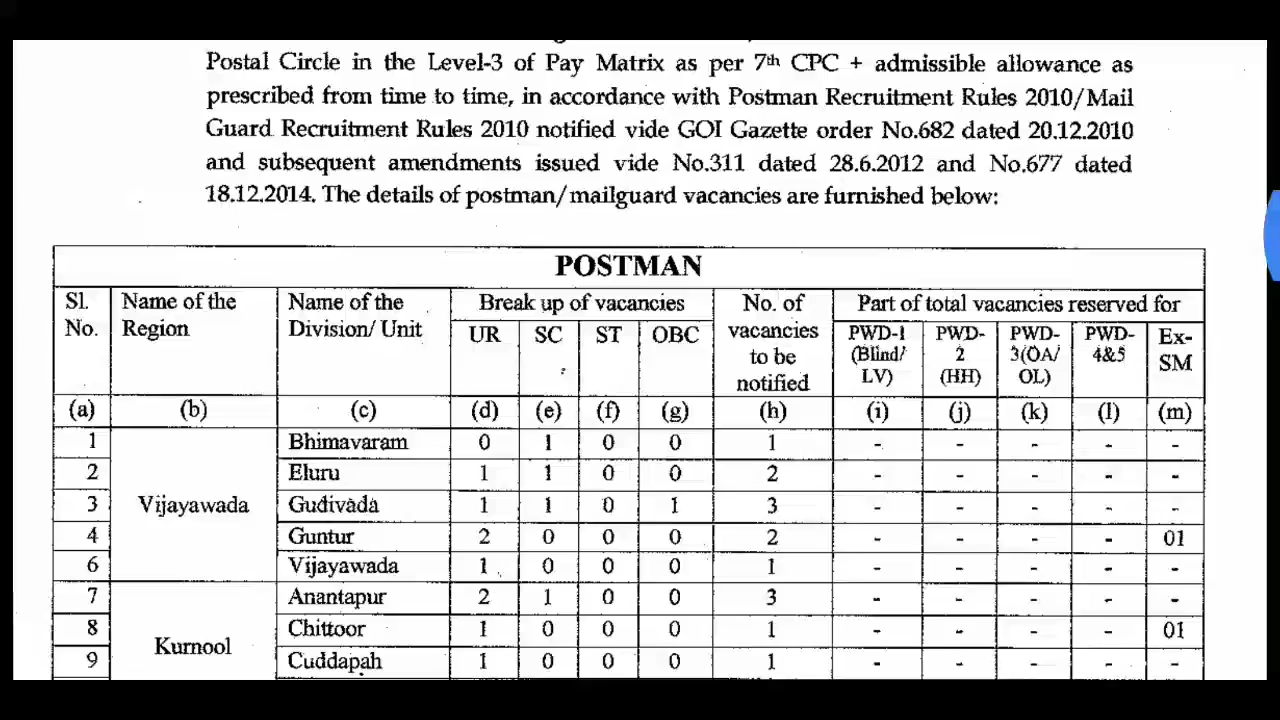 Postal Circle in the Level-3 of Pay Matrix as per 7th CPC + admissible allowance as
prescribed from time to time, in accordance with Postman Recruitment Rules 2010/Mail
Guard Recruitment Rules 2010 notified vide GOI Gazette order No.682 dated 20.12.2010
and subsequent amendments issued vide No.311 dated 28.6.2012 and No.677 dated
18.12.2014. The details of postman/mailguard vacancies are furnished below:
POSTMAN
Sl. No. Name of the Region Name of the Division/ Unit Break up of vacancies No. of vacancies to be notified Part of total vacancies reserved for
UR SC ST OBC PWD-1 (Blind/ LV) PWD-2 (HH) PWD-3(OA/ OL) PWD-4&5 Ex-SM
(a) (b) (c) (d) (e) (f) (g) (h) (i) (j) (k) (l) (m)
1 Bhimavaram 0 1 0 0 1 - - - - -
2 Eluru 1 1 0 0 2 - - - - -
3 Vijayawada Gudivada 1 1 0 1 3 - - - - -
4 Guntur 2 0 0 0 2 - - - - 01
6 Vijayawada 1 0 0 0 1 - - - - -
7 Anantapur 2 1 0 0 3 - - - - -
8 Kurnool Chittoor 1 0 0 0 1 - - - - 01
9 Cuddapah 1 0 0 0 1 - - - - -